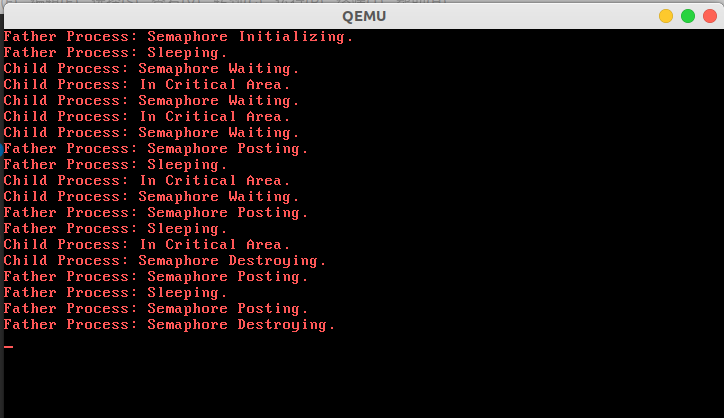 QEMU
Father Process: Semaphore Initializing.
Father Process: Sleeping.
Child Process: Semaphore Waiting.
Child Process: In Critical Area.
Child Process: Semaphore Waiting.
Child Process: In Critical Area.
Child Process: Semaphore Waiting.
Father Process: Semaphore Posting.
Father Process: Sleeping.
Child Process: In Critical Area.
Child Process: Semaphore Waiting.
Father Process: Semaphore Posting.
Father Process: Sleeping.
Child Process: In Critical Area.
Child Process: Semaphore Destroying.
Father Process: Semaphore Posting.
Father Process: Sleeping.
Father Process: Semaphore Posting.
Father Process: Semaphore Destroying.